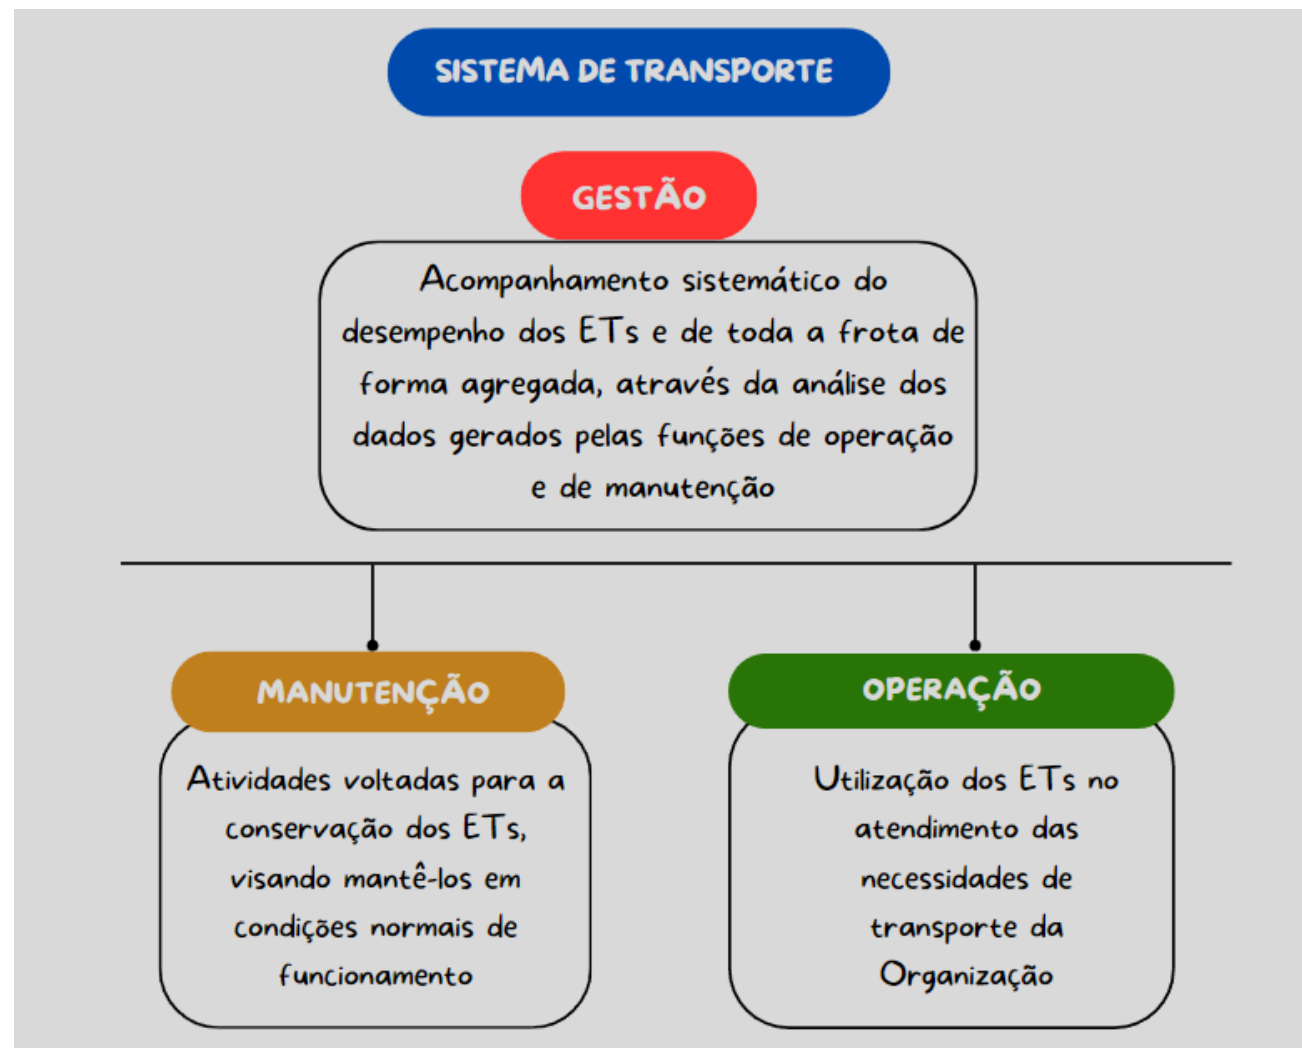 SISTEMA DE TRANSPORTE
GESTÃO
Acompanhamento sistemático do
desempenho dos ETs e de toda a frota de
forma agregada, através da análise dos
dados gerados pelas funções de operação
e de manutenção
MANUTENÇÃO
Atividades voltadas para a
conservação dos ETs,
visando mantê-los em
condições normais de
funcionamento
OPERAÇÃO
Utilização dos ETs no
atendimento das
necessidades de
transporte da
Organização